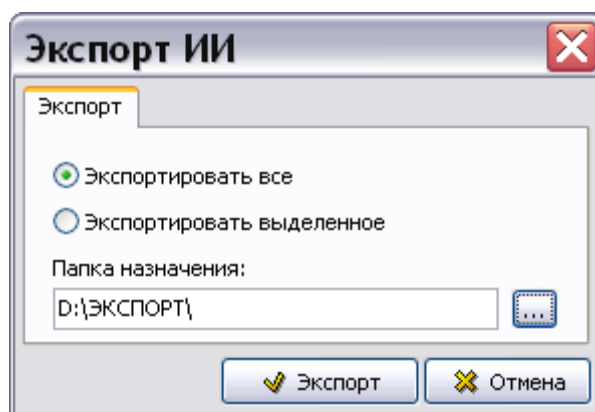 Экспорт ИИ
Экспорт
Экспортировать все
Экспортировать выделенное
Папка назначения:
D:\ЭКСПОРТ\
...
Экспорт
Отмена